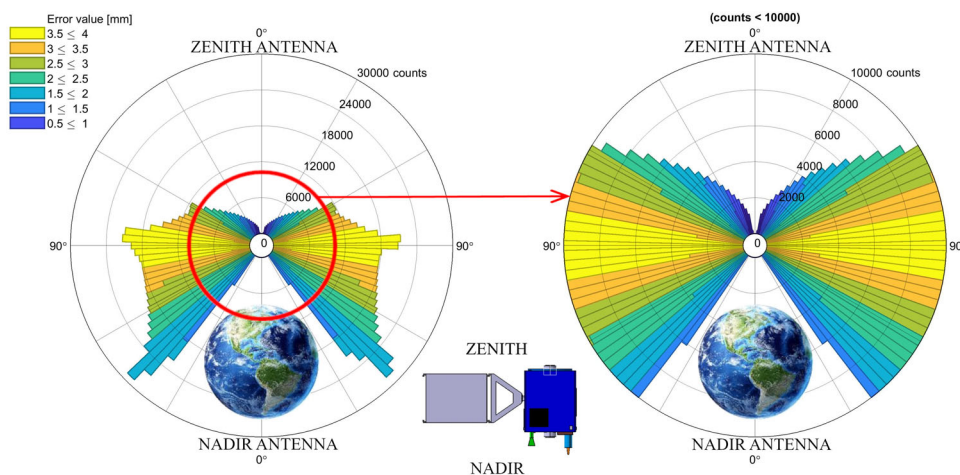 Error value [mm]
3.5 ≤ 4
3 ≤ 3.5
2.5 ≤ 3
2 ≤ 2.5
1.5 ≤ 2
1 ≤ 1.5
0.5 ≤ 1
0°
ZENITH ANTENNA
30000 counts
24000
18000
12000
6000
0
90°
90°
NADIR ANTENNA
0°
ZENITH
NADIR
(counts < 10000)
0°
ZENITH ANTENNA
10000 counts
8000
6000
4000
2000
0
90°
90
NADIR ANTENNA
0°